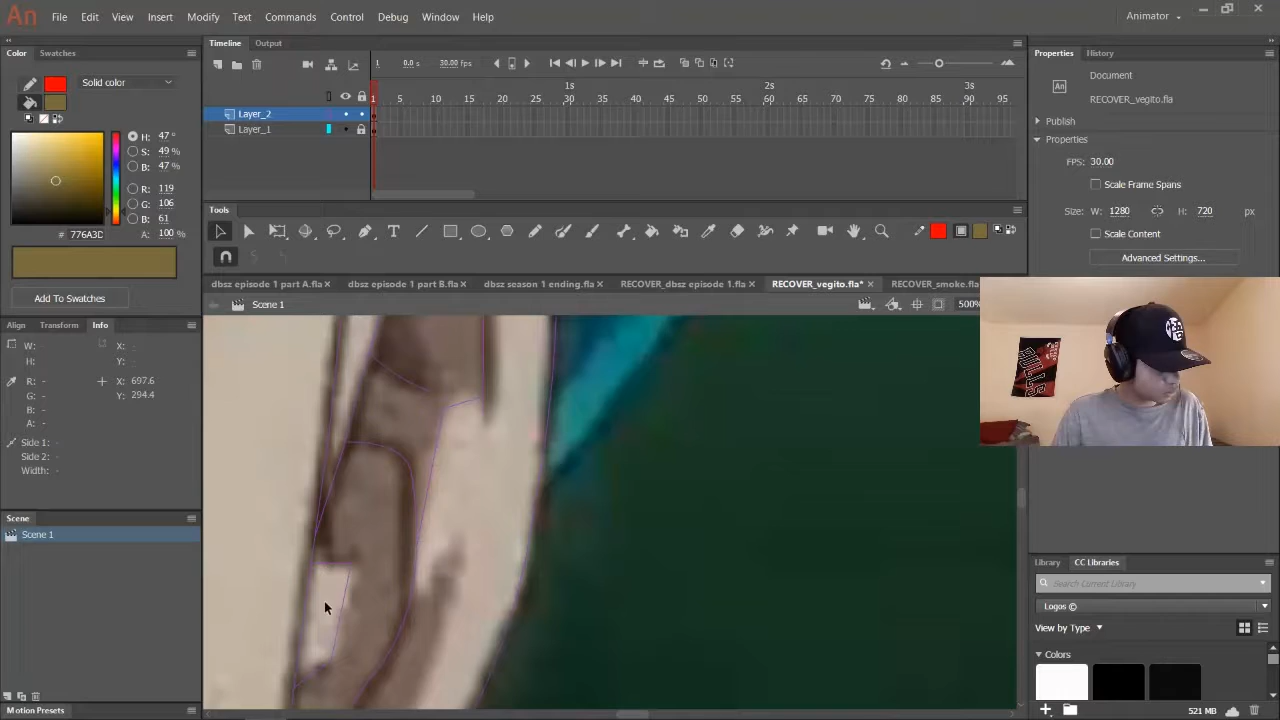 An File Edit View Insert Modify Text Commands Control Debug Window Help Animator
Color Swatches
Solid color
H: 47 °
S: 49 %
B: 47 %
R: 119
G: 106
B: 61
# 776A3D A: 100 %
Add To Swatches
Align Transform Info
W: - X: -
H: - Y: -
R: - X: 697.6
G: - Y: 294.4
B: -
A: -
Side 1: -
Side 2: -
Width: -
Scene
Scene 1
Motion Presets
Timeline Output
1 0.0 s 30.00 fps
1s 2s 3s
1 5 10 15 20 25 30 35 40 45 50 55 60 65 70 75 80 85 90 95
Layer_2
Layer_1
Tools
dbsz episode 1 part A.fla × dbsz episode 1 part B.fla × dbsz season 1 ending.fla × RECOVER_dbsz episode 1.fla × RECOVER_vegito.fla* × RECOVER_smoke.fla
Scene 1 500%
Properties History
Document
An RECOVER_vegito.fla
Publish
Properties
FPS: 30.00
Scale Frame Spans
Size: W: 1280 H: 720 px
Scale Content
Advanced Settings...
Library CC Libraries
Search Current Library
Logos ©
View by Type
Colors
521 MB